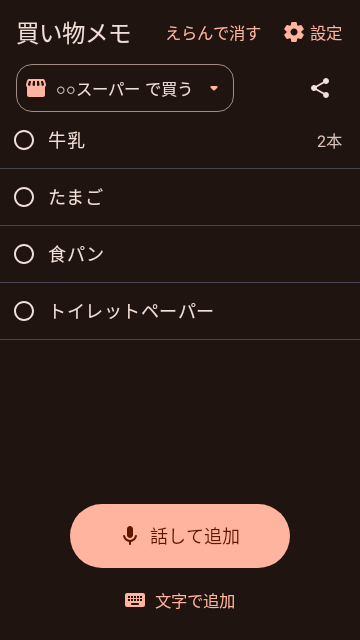 買い物メモ えらんで消す 設定
○○スーパー で買う
牛乳 2本
たまご
食パン
トイレットペーパー
話して追加
文字で追加